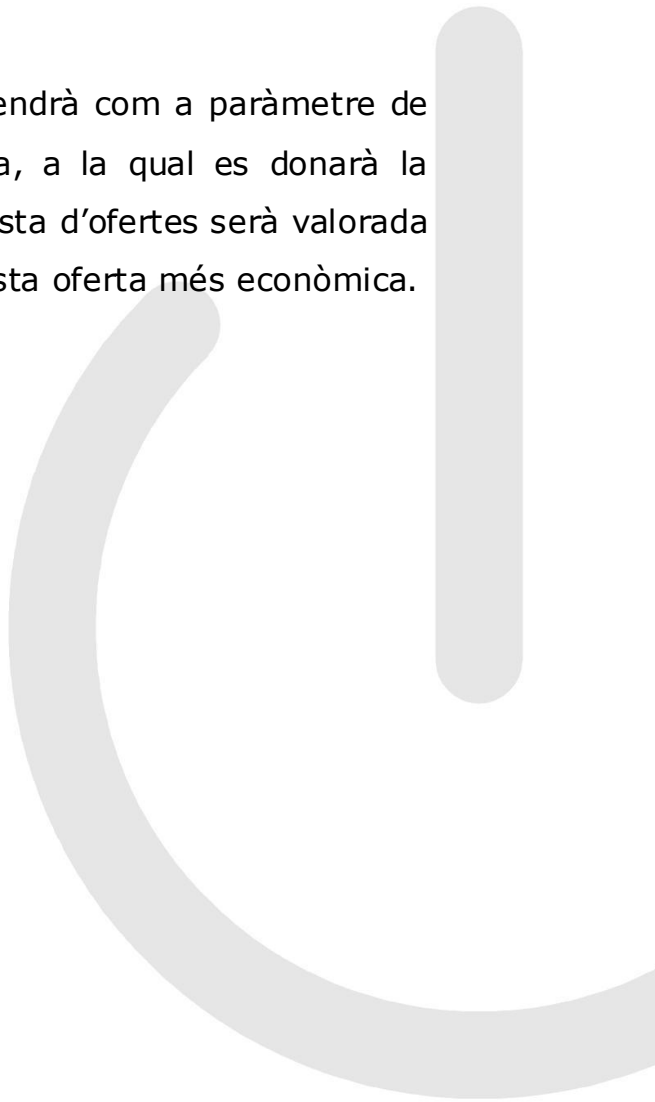 endrà com a paràmetre de
a, a la qual es donarà la
sta d’ofertes serà valorada
sta oferta més econòmica.